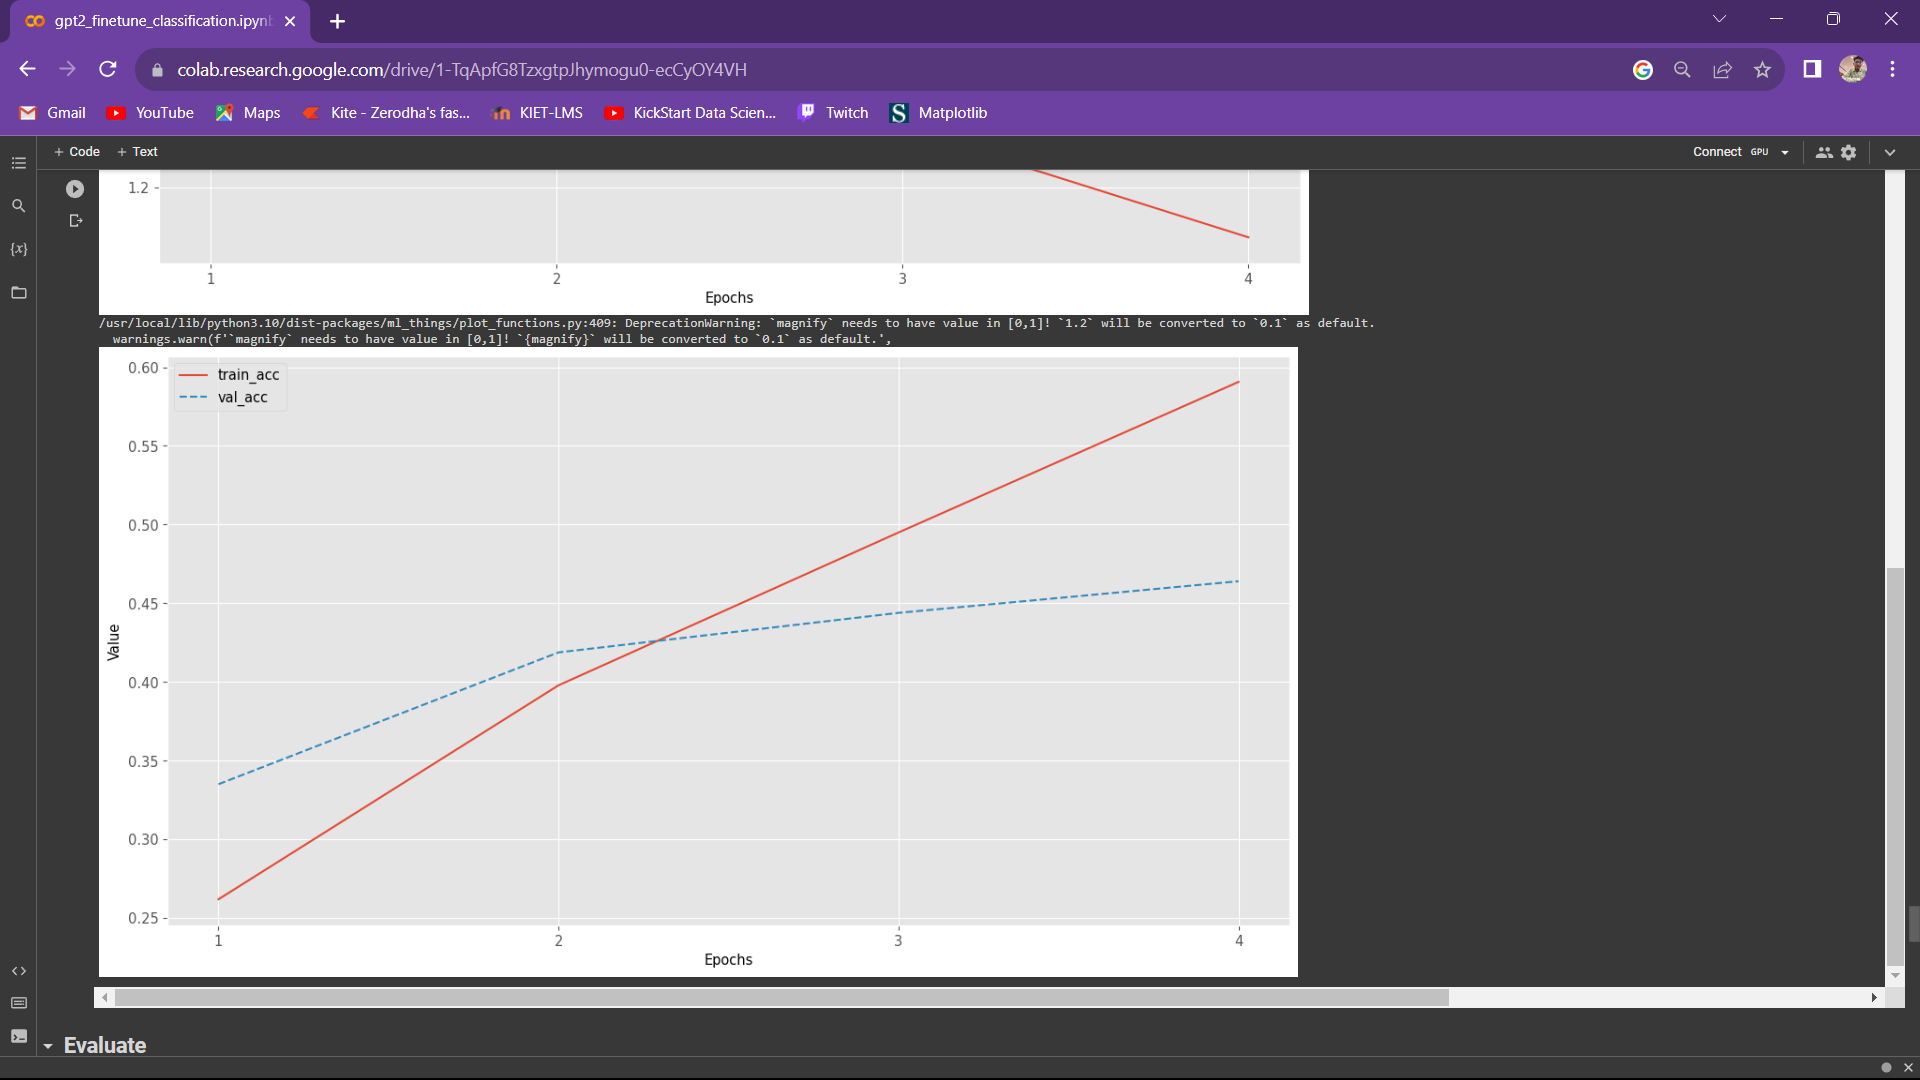 gpt2_finetune_classification.ipynb
colab.research.google.com/drive/1-TqApfG8TzxgtpJhymogu0-ecCyOY4VH
Gmail YouTube Maps Kite - Zerodha's fas... KIET-LMS KickStart Data Scien... Twitch Matplotlib
+ Code + Text Connect GPU
{x}
1.2
1 2 3 4
Epochs
/usr/local/lib/python3.10/dist-packages/ml_things/plot_functions.py:409: DeprecationWarning: `magnify` needs to have value in [0,1]! `1.2` will be converted to `0.1` as default.
warnings.warn(f'`magnify` needs to have value in [0,1]! `{magnify}` will be converted to `0.1` as default.',
train_acc
val_acc
0.60
0.55
0.50
0.45
0.40
0.35
0.30
0.25
Value
1 2 3 4
Epochs
Evaluate